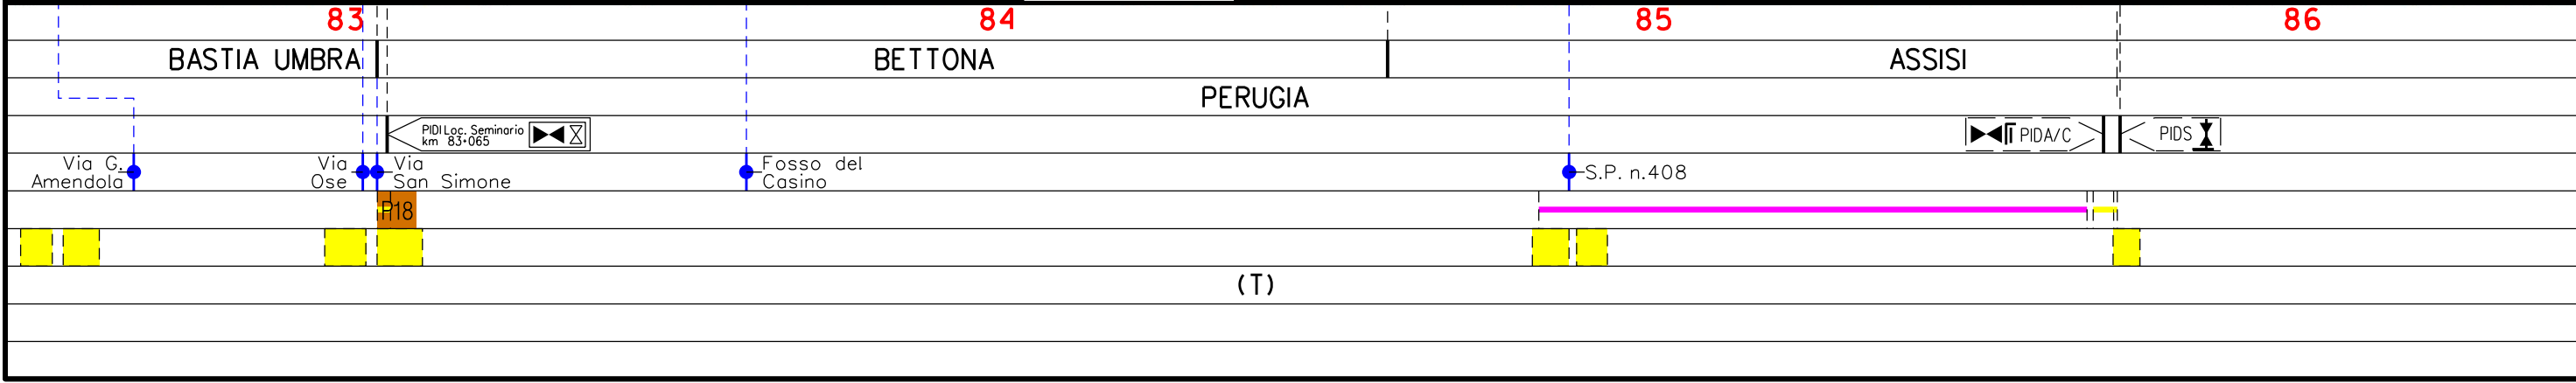 83 84 85 86
BASTIA UMBRA BETTONA ASSISI
PERUGIA
PIDI Loc. Seminario
km 83+065
PIDA/C PIDS
Via G.
Amendola
Via
Ose
Via
San Simone
Fosso del
Casino
S.P. n.408
P18
(T)